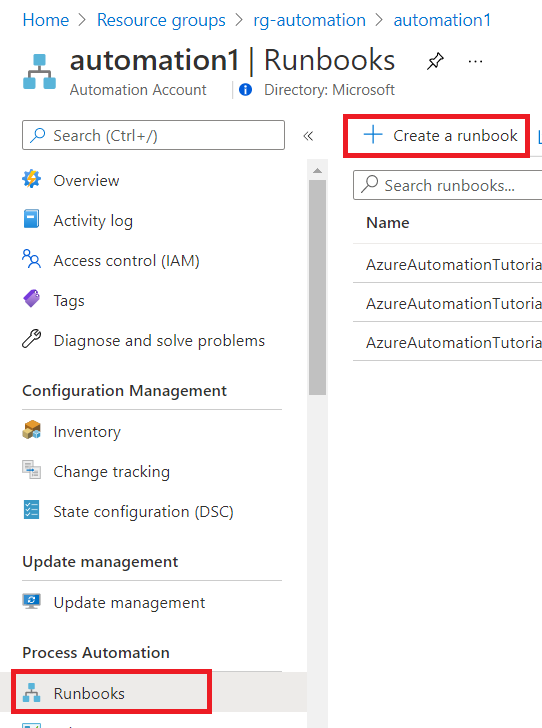 Home > Resource groups > rg-automation > automation1
automation1 | Runbooks
Automation Account
Directory: Microsoft
Search (Ctrl+/)
«
+ Create a runbook
Search runbooks...
Name
AzureAutomationTutoria
AzureAutomationTutoria
AzureAutomationTutoria
Overview
Activity log
Access control (IAM)
Tags
Diagnose and solve problems
Configuration Management
Inventory
Change tracking
State configuration (DSC)
Update management
Update management
Process Automation
Runbooks